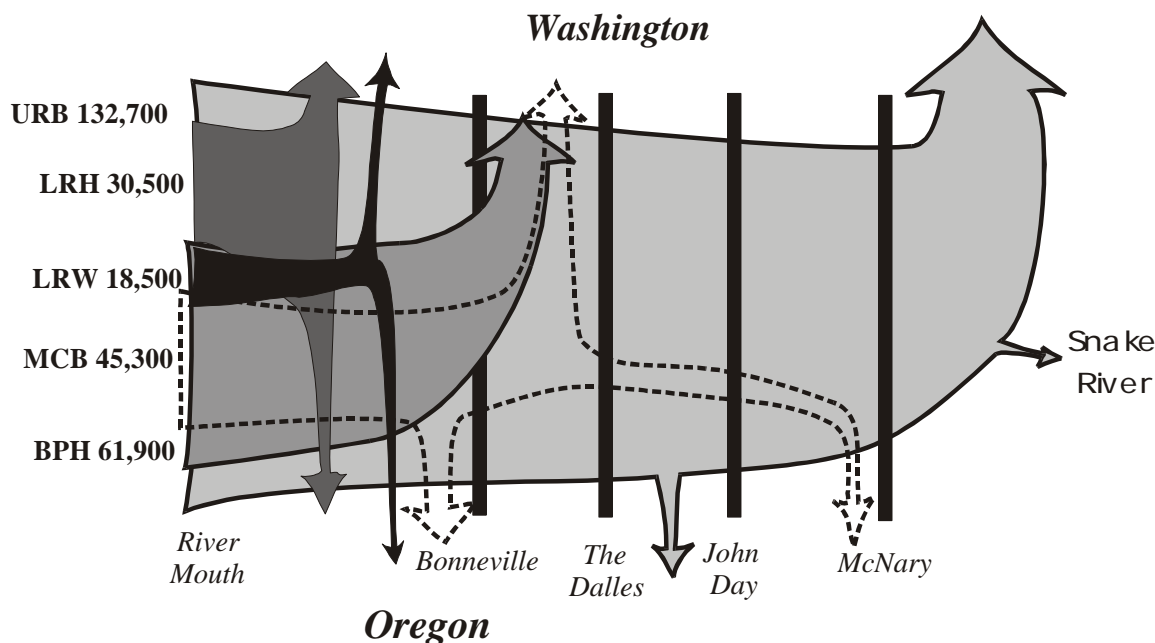 Washington
URB 132,700
LRH 30,500
LRW 18,500
MCB 45,300
BPH 61,900
Snake
River
River
Mouth
Bonneville
The
Dalles
John
Day
McNary
Oregon